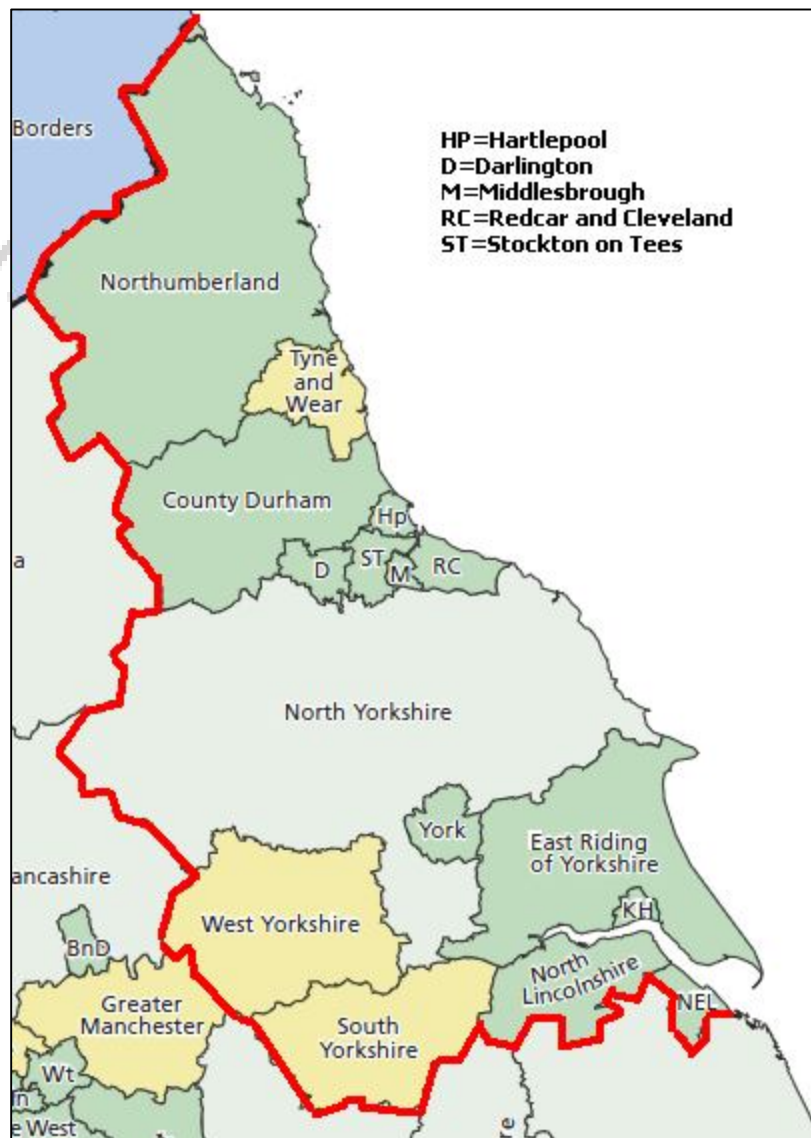 Borders
HP=Hartlepool
D=Darlington
M=Middlesbrough
RC=Redcar and Cleveland
ST=Stockton on Tees
Northumberland
Tyne
and
Wear
County Durham
Hp
ST
D
M
RC
a
North Yorkshire
York
East Riding
of Yorkshire
ancashire
KH
West Yorkshire
BnD
North
Lincolnshire
NEL
Greater
Manchester
South
Yorkshire
Wt
n
e West
re